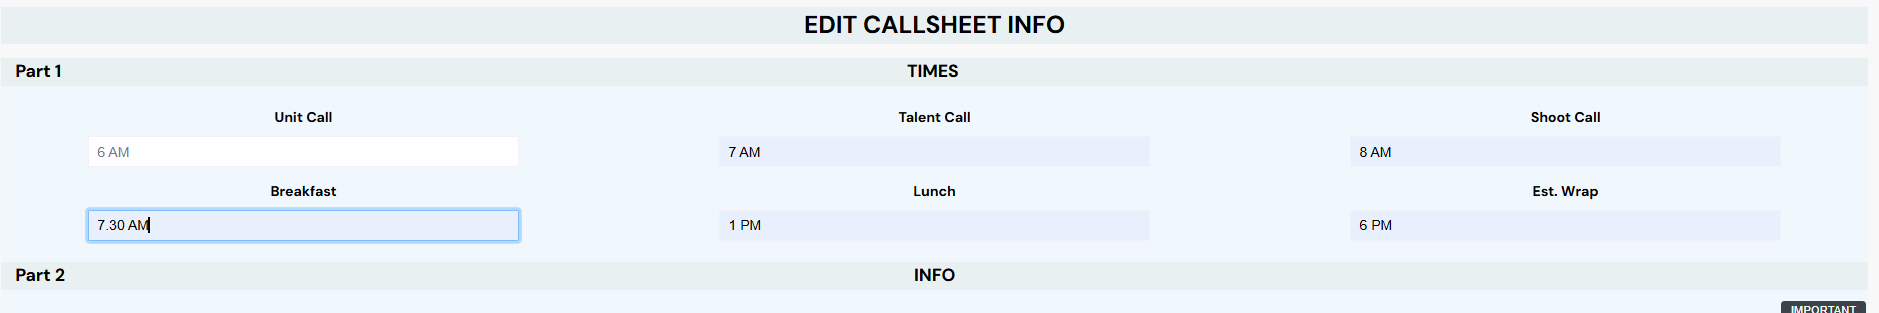 EDIT CALLSHEET INFO
Part 1 TIMES
Unit Call Talent Call Shoot Call
6 AM 7 AM 8 AM
Breakfast Lunch Est. Wrap
7.30 AM 1 PM 6 PM
Part 2 INFO
IMPORTANT